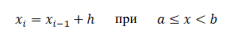 xᵢ = xᵢ₋₁ + h при a ≤ x < b